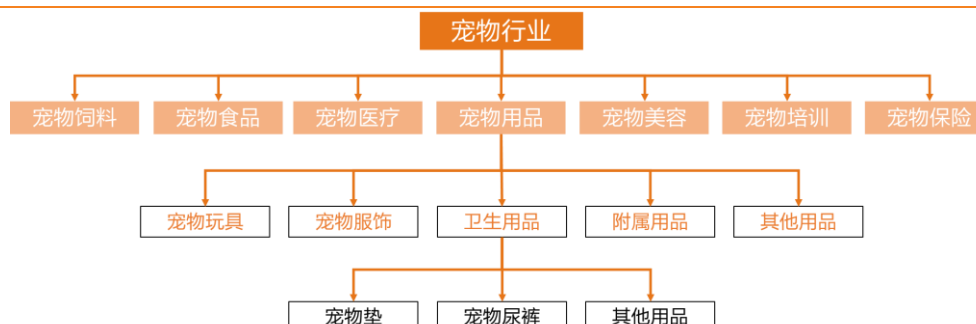 宠物行业
宠物饲料 宠物食品 宠物医疗 宠物用品 宠物美容 宠物培训 宠物保险
宠物玩具 宠物服饰 卫生用品 附属用品 其他用品
宠物垫 宠物尿裤 其他用品